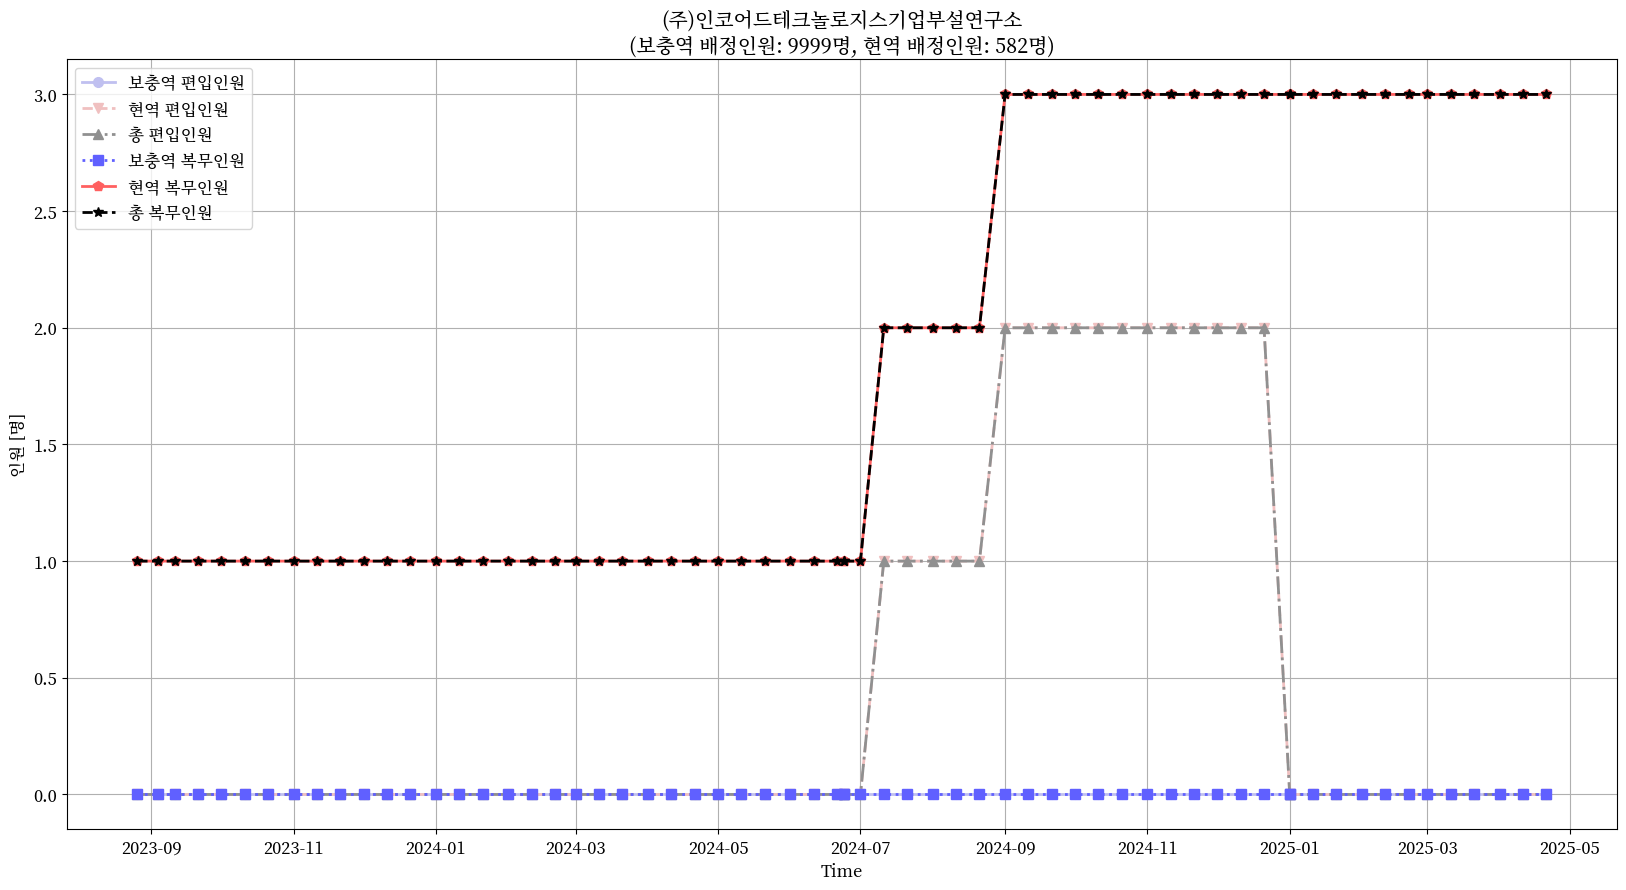 (주)인코어드테크놀로지스기업부설연구소
(보충역 배정인원: 9999명, 현역 배정인원: 582명)
보충역 편입인원
현역 편입인원
총 편입인원
보충역 복무인원
현역 복무인원
총 복무인원
인원 [명]
3.0
2.5
2.0
1.5
1.0
0.5
0.0
2023-09
2023-11
2024-01
2024-03
2024-05
2024-07
2024-09
2024-11
2025-01
2025-03
2025-05
Time